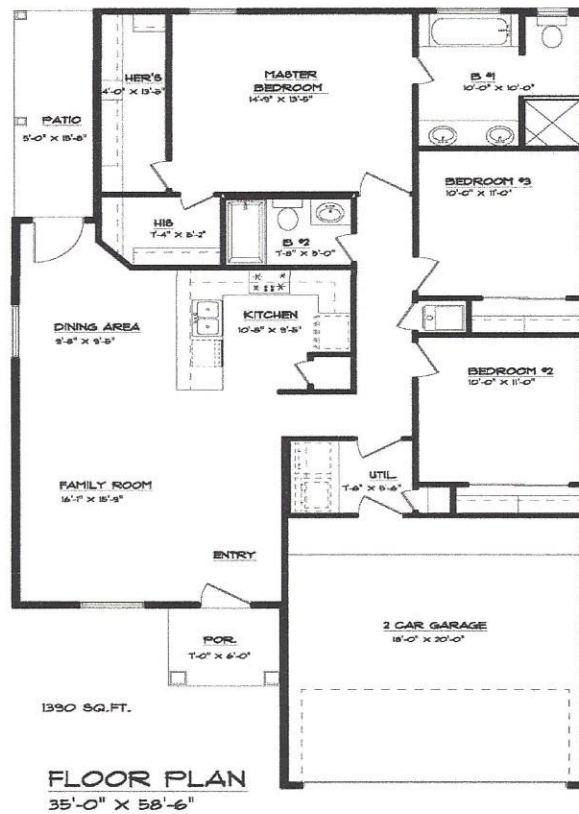 HER'S
4'-0" X 13'-5"
MASTER
BEDROOM
14'-9" X 13'-5"
B #1
10'-0" X 10'-0"
PATIO
5'-0" X 15'-8"
BEDROOM #3
10'-0" X 11'-0"
HIS
7'-4" X 5'-2"
B #2
7'-8" X 5'-0"
DINING AREA
9'-8" X 9'-5"
KITCHEN
10'-8" X 9'-5"
BEDROOM #2
10'-0" X 11'-0"
FAMILY ROOM
16'-7" X 15'-9"
UTIL
7'-6" X 5'-6"
ENTRY
2 CAR GARAGE
18'-0" X 20'-0"
POR.
7'-0" X 6'-0"
1390 SQ.FT.
FLOOR PLAN
35'-0" X 58'-6"